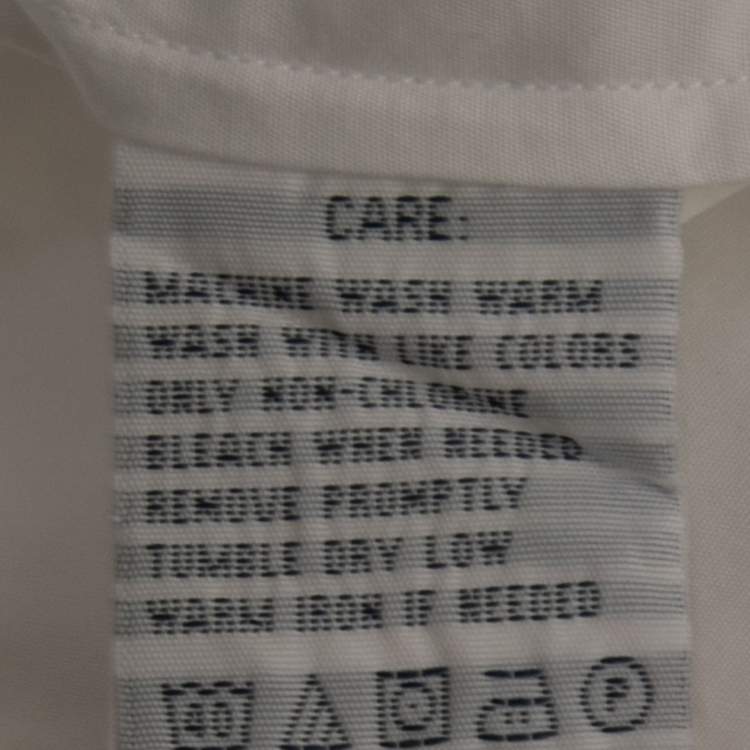 CARE:
MACHINE WASH WARM
WASH WITH LIKE COLORS
ONLY NON-CHLORINE
BLEACH WHEN NEEDED
REMOVE PROMPTLY
TUMBLE DRY LOW
WARM IRON IF NEEDED
40 P